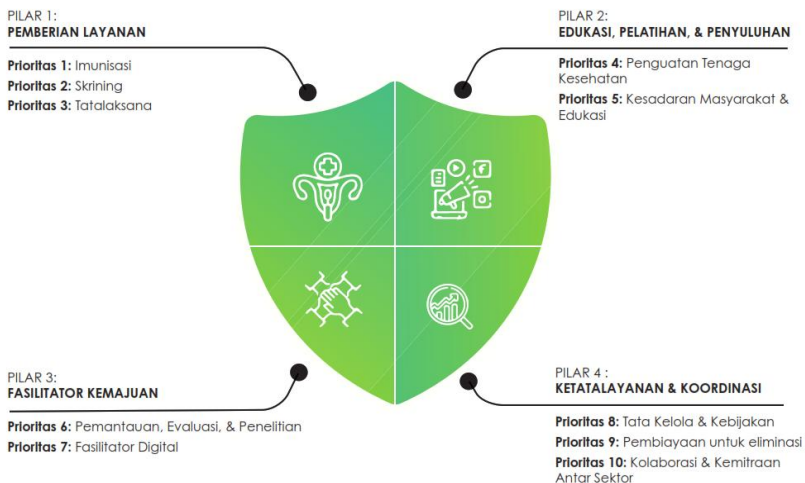 PILAR 1:
PEMBERIAN LAYANAN
Prioritas 1: Imunisasi
Prioritas 2: Skrining
Prioritas 3: Tatalaksana
PILAR 2:
EDUKASI, PELATIHAN, & PENYULUHAN
Prioritas 4: Penguatan Tenaga
Kesehatan
Prioritas 5: Kesadaran Masyarakat &
Edukasi
PILAR 3:
FASILITATOR KEMAJUAN
Prioritas 6: Pemantauan, Evaluasi, & Penelitian
Prioritas 7: Fasilitator Digital
PILAR 4 :
KETATALAYANAN & KOORDINASI
Prioritas 8: Tata Kelola & Kebijakan
Prioritas 9: Pembiayaan untuk eliminasi
Prioritas 10: Kolaborasi & Kemitraan
Antar Sektor